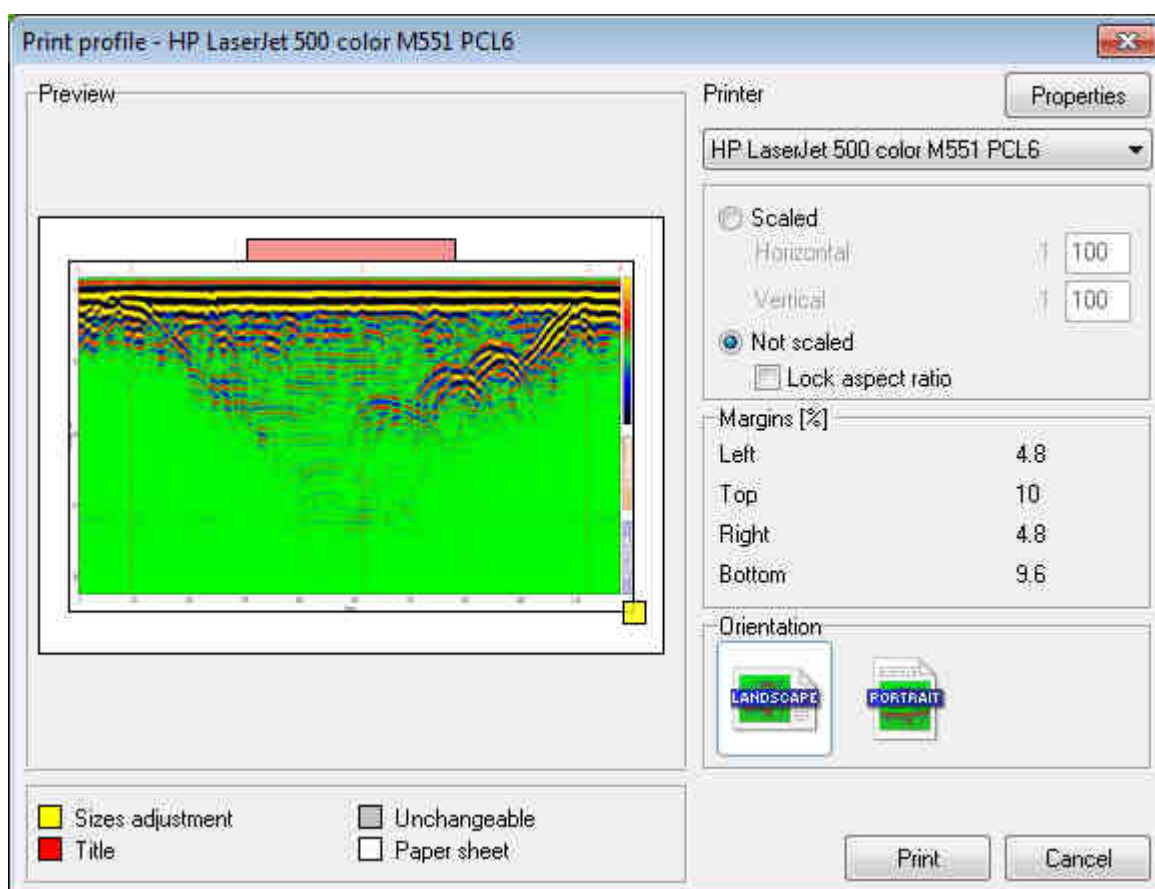 Print profile - HP LaserJet 500 color M551 PCL6
Preview
Printer
Properties
HP LaserJet 500 color M551 PCL6
Scaled
Horizontal 1 100
Vertical 1 100
Not scaled
Lock aspect ratio
Margins [%]
Left 4.8
Top 10
Right 4.8
Bottom 9.6
Orientation
LANDSCAPE
PORTRAIT
Sizes adjustment
Unchangeable
Title
Paper sheet
Print
Cancel